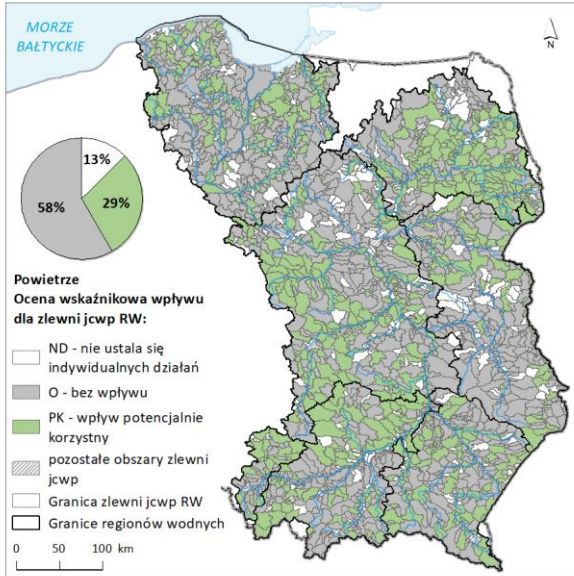 MORZE
BAŁTYCKIE
N
13%
58%
29%
Powietrze
Ocena wskaźnikowa wpływu
dla zlewni jcwp RW:
ND - nie ustala się
indywidualnych działań
O - bez wpływu
PK - wpływ potencjalnie
korzystny
pozostałe obszary zlewni
jcwp
Granica zlewni jcwp RW
Granice regionów wodnych
0 50 100 km